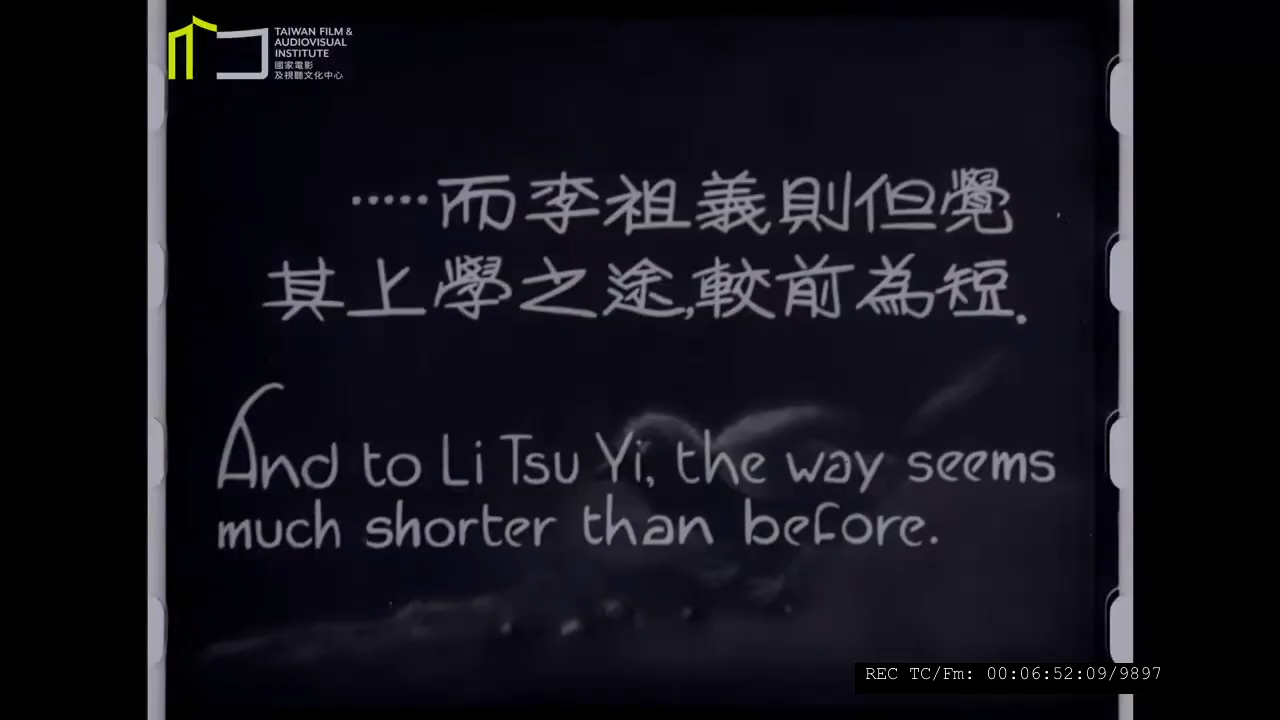 TAIWAN FILM &
AUDIOVISUAL
INSTITUTE
國家電影
及視聽文化中心
.....而李祖義則但覺
其上學之途,較前為短.
And to Li Tsu Yi, the way seems
much shorter than before.
REC TC/Fm: 00:06:52:09/9897